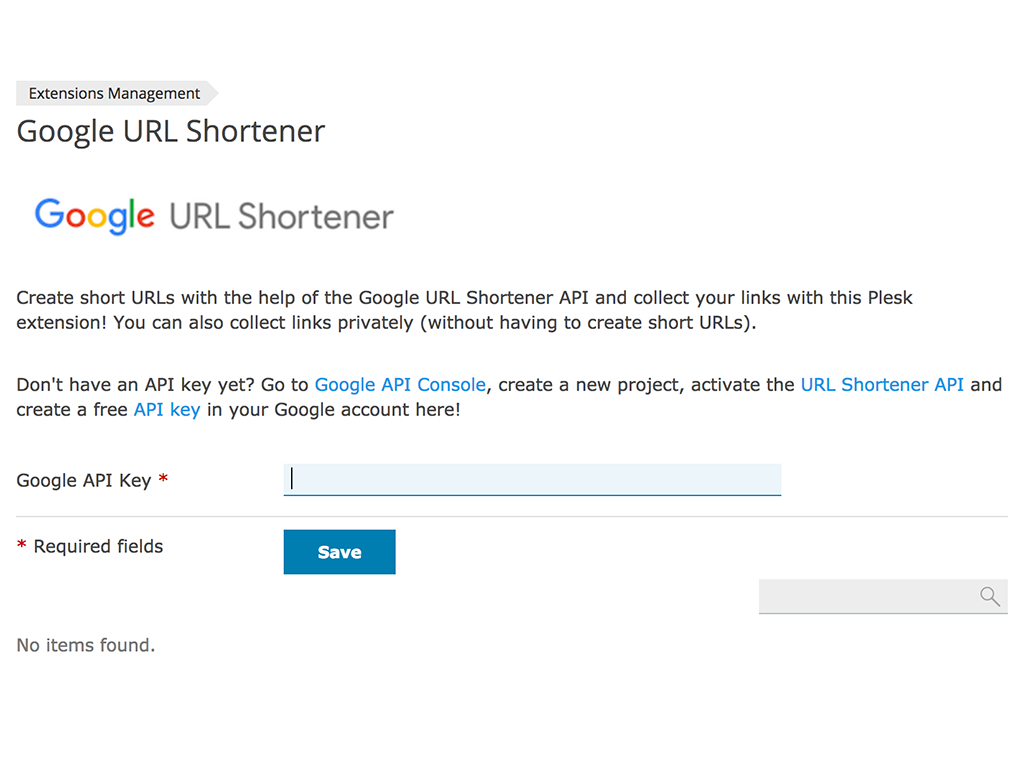 Extensions Management
Google URL Shortener
Google URL Shortener
Create short URLs with the help of the Google URL Shortener API and collect your links with this Plesk
extension! You can also collect links privately (without having to create short URLs).
Don't have an API key yet? Go to Google API Console, create a new project, activate the URL Shortener API and
create a free API key in your Google account here!
Google API Key *
* Required fields
Save
No items found.